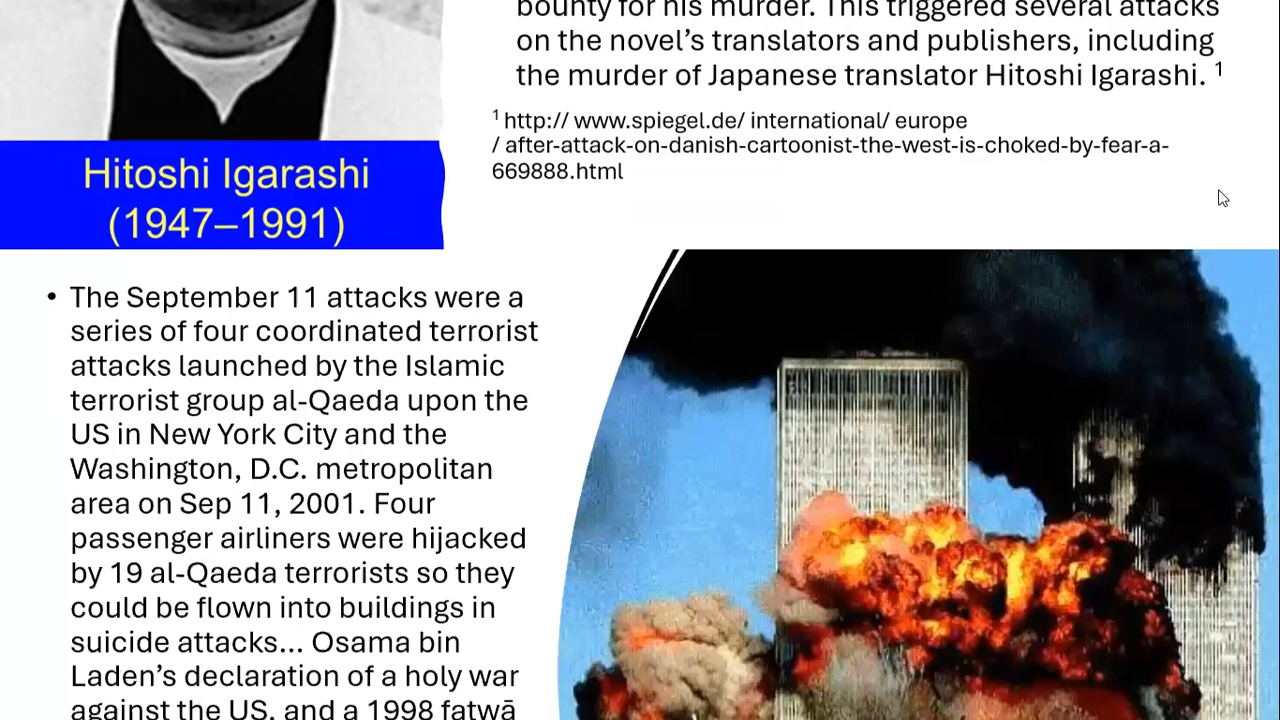 bounty for his murder. This triggered several attacks
on the novel’s translators and publishers, including
the murder of Japanese translator Hitoshi Igarashi. ¹
¹ http:// www.spiegel.de/ international/ europe
/ after-attack-on-danish-cartoonist-the-west-is-choked-by-fear-a-
669888.html
Hitoshi Igarashi
(1947–1991)
• The September 11 attacks were a
series of four coordinated terrorist
attacks launched by the Islamic
terrorist group al-Qaeda upon the
US in New York City and the
Washington, D.C. metropolitan
area on Sep 11, 2001. Four
passenger airliners were hijacked
by 19 al-Qaeda terrorists so they
could be flown into buildings in
suicide attacks... Osama bin
Laden’s declaration of a holy war
against the US, and a 1998 fatwā